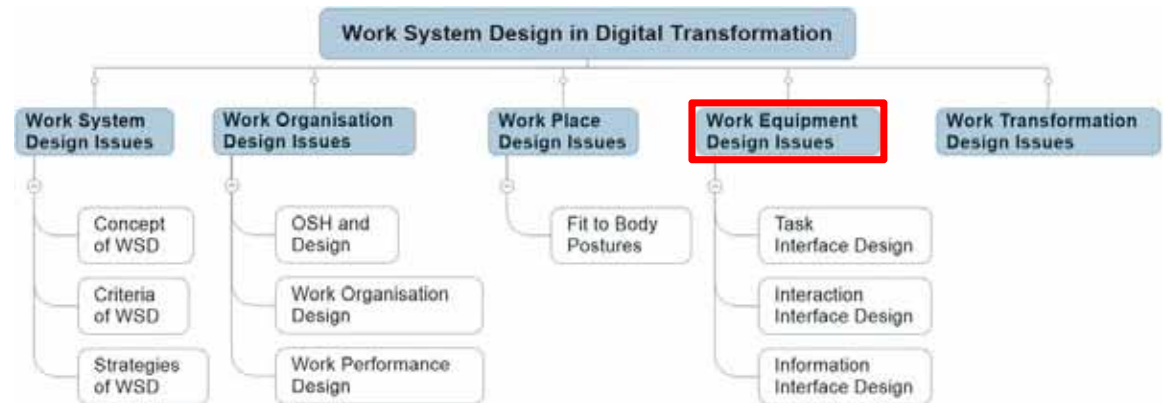 Work System Design in Digital Transformation
Work System
Design Issues
Work Organisation
Design Issues
Work Place
Design Issues
Work Equipment
Design Issues
Work Transformation
Design Issues
Concept
of WSD
Criteria
of WSD
Strategies
of WSD
OSH and
Design
Work Organisation
Design
Work Performance
Design
Fit to Body
Postures
Task
Interface Design
Interaction
Interface Design
Information
Interface Design